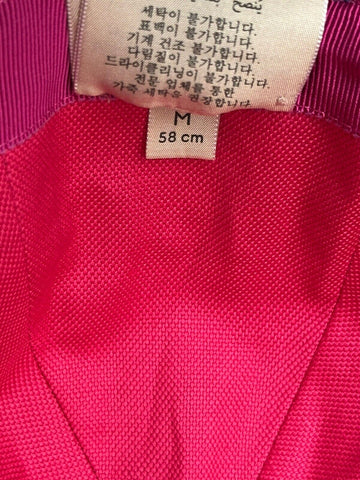 세탁이 불가합니다.
표백이 불가합니다.
기계 건조 불가합니다.
다림질이 불가합니다.
드라이클리닝이 불가합니다.
전문 업체를 통한
가죽 세탁을 권장합니다.
M
58 cm